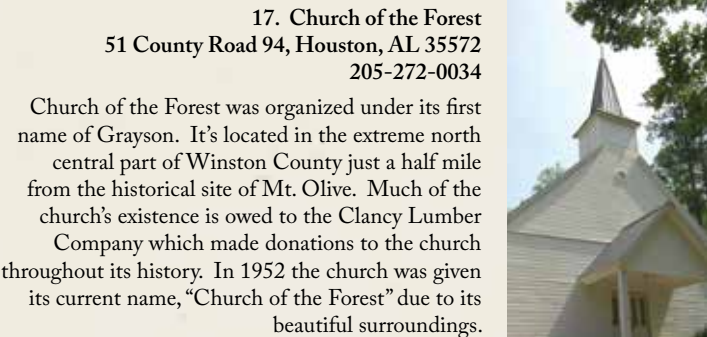 17. Church of the Forest
51 County Road 94, Houston, AL 35572
205-272-0034
Church of the Forest was organized under its first
name of Grayson. It's located in the extreme north
central part of Winston County just a half mile
from the historical site of Mt. Olive. Much of the
church's existence is owed to the Clancy Lumber
Company which made donations to the church
throughout its history. In 1952 the church was given
its current name, “Church of the Forest” due to its
beautiful surroundings.